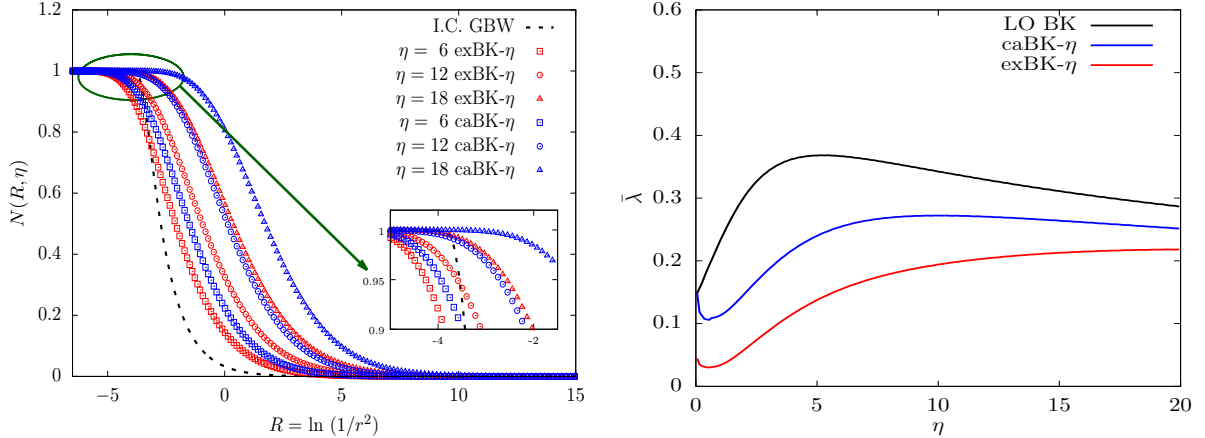 I.C. GBW
η = 6 exBK-η
η = 12 exBK-η
η = 18 exBK-η
η = 6 caBK-η
η = 12 caBK-η
η = 18 caBK-η
N(R, η)
1.2
1
0.8
0.6
0.4
0.2
0
−5
0
5
10
15
R = ln (1/r²)
1
0.95
0.9
-4
-2
LO BK
caBK-η
exBK-η
λ̄
0.6
0.5
0.4
0.3
0.2
0.1
0
0
5
10
15
20
η